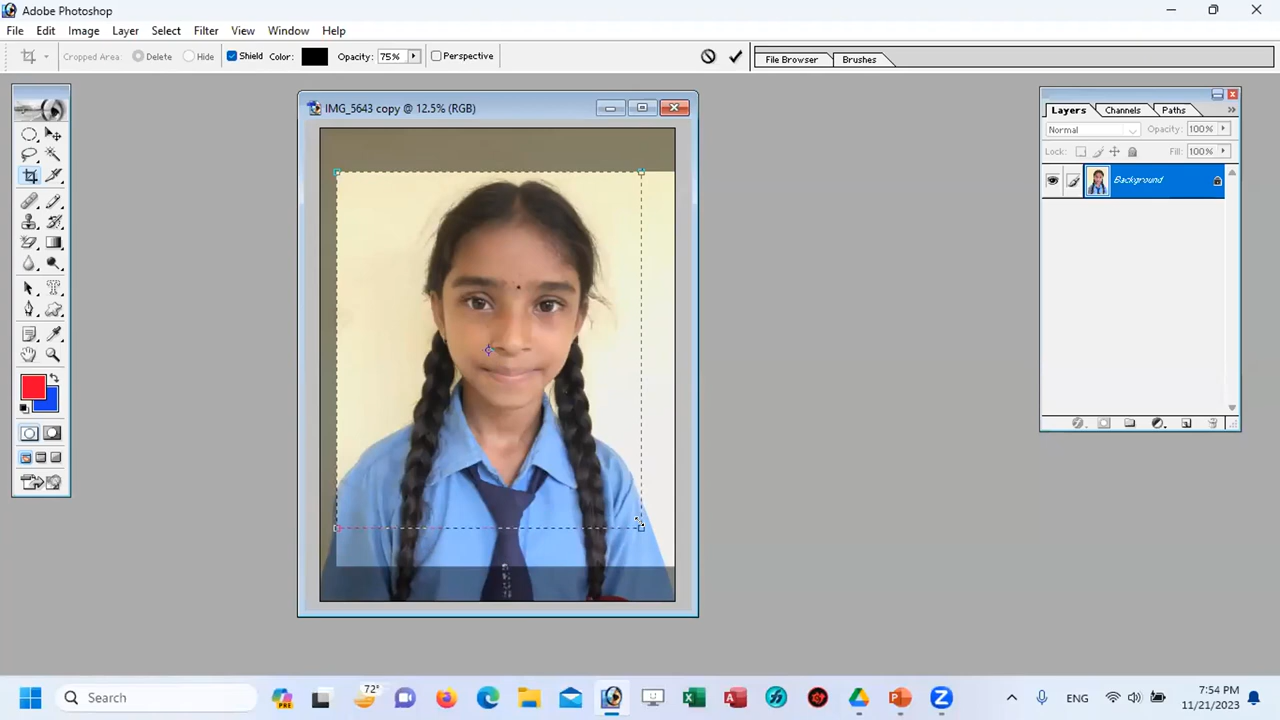 Adobe Photoshop
File Edit Image Layer Select Filter View Window Help
Cropped Area: Delete Hide Shield Color: Opacity: 75% Perspective File Browser Brushes
IMG_5643 copy @ 12.5% (RGB)
Layers Channels Paths
Normal Opacity: 100%
Lock: Fill: 100%
Background
Search
PRE
72°
ENG
7:54 PM
11/21/2023